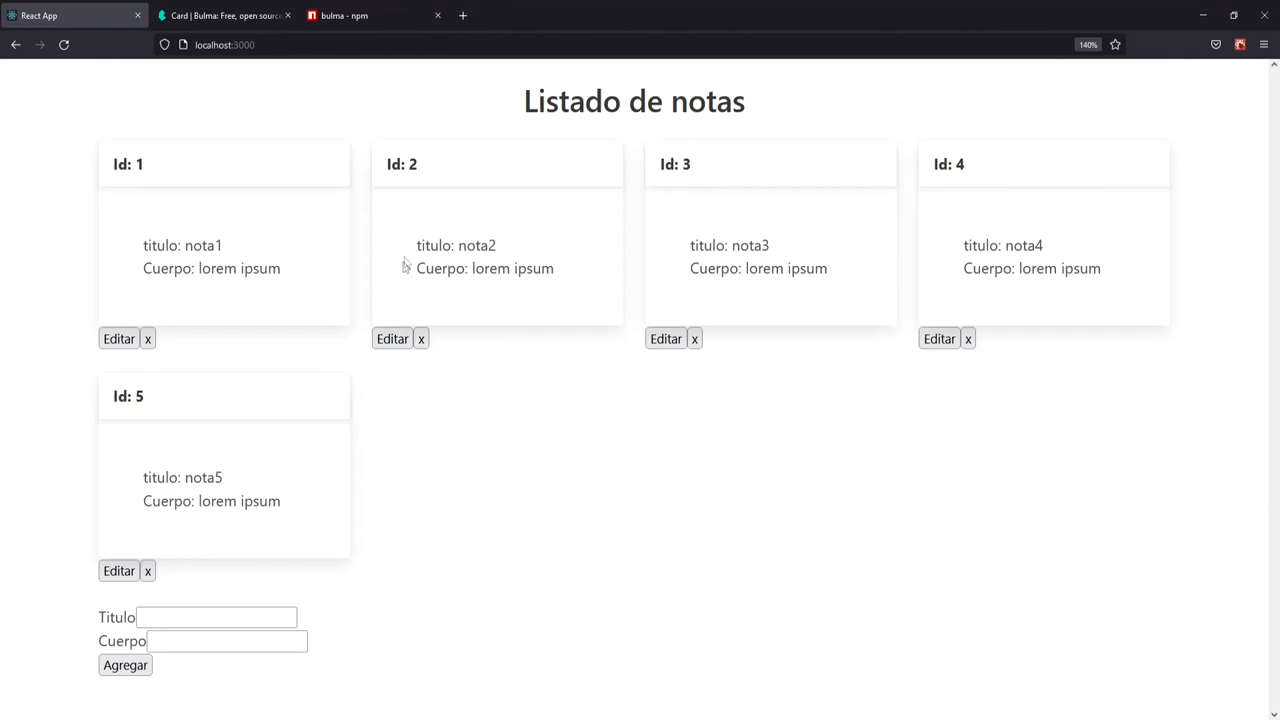 React App
Card | Bulma: Free, open sourc
bulma - npm
localhost:3000
140%
Listado de notas
Id: 1
Id: 2
Id: 3
Id: 4
titulo: nota1
Cuerpo: lorem ipsum
titulo: nota2
Cuerpo: lorem ipsum
titulo: nota3
Cuerpo: lorem ipsum
titulo: nota4
Cuerpo: lorem ipsum
Editar x
Editar x
Editar x
Editar x
Id: 5
titulo: nota5
Cuerpo: lorem ipsum
Editar x
Titulo
Cuerpo
Agregar